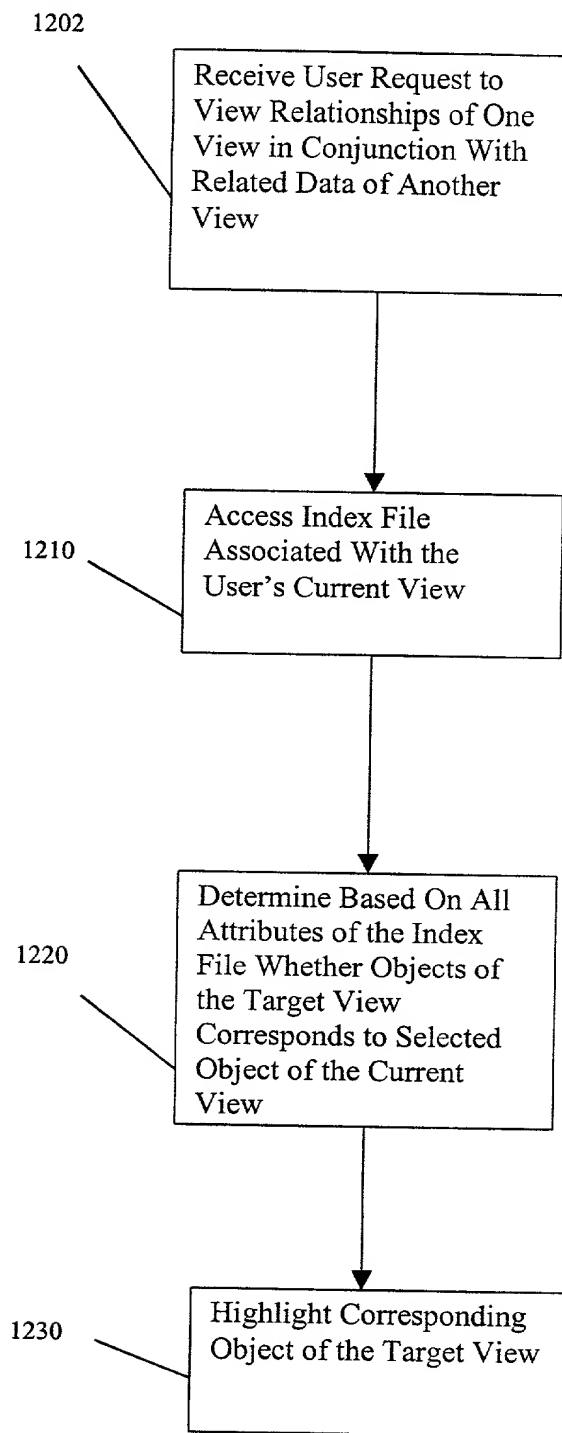 1202
Receive User Request to
View Relationships of One
View in Conjunction With
Related Data of Another
View
1210
Access Index File
Associated With the
User's Current View
1220
Determine Based On All
Attributes of the Index
File Whether Objects of
the Target View
Corresponds to Selected
Object of the Current
View
1230
Highlight Corresponding
Object of the Target View